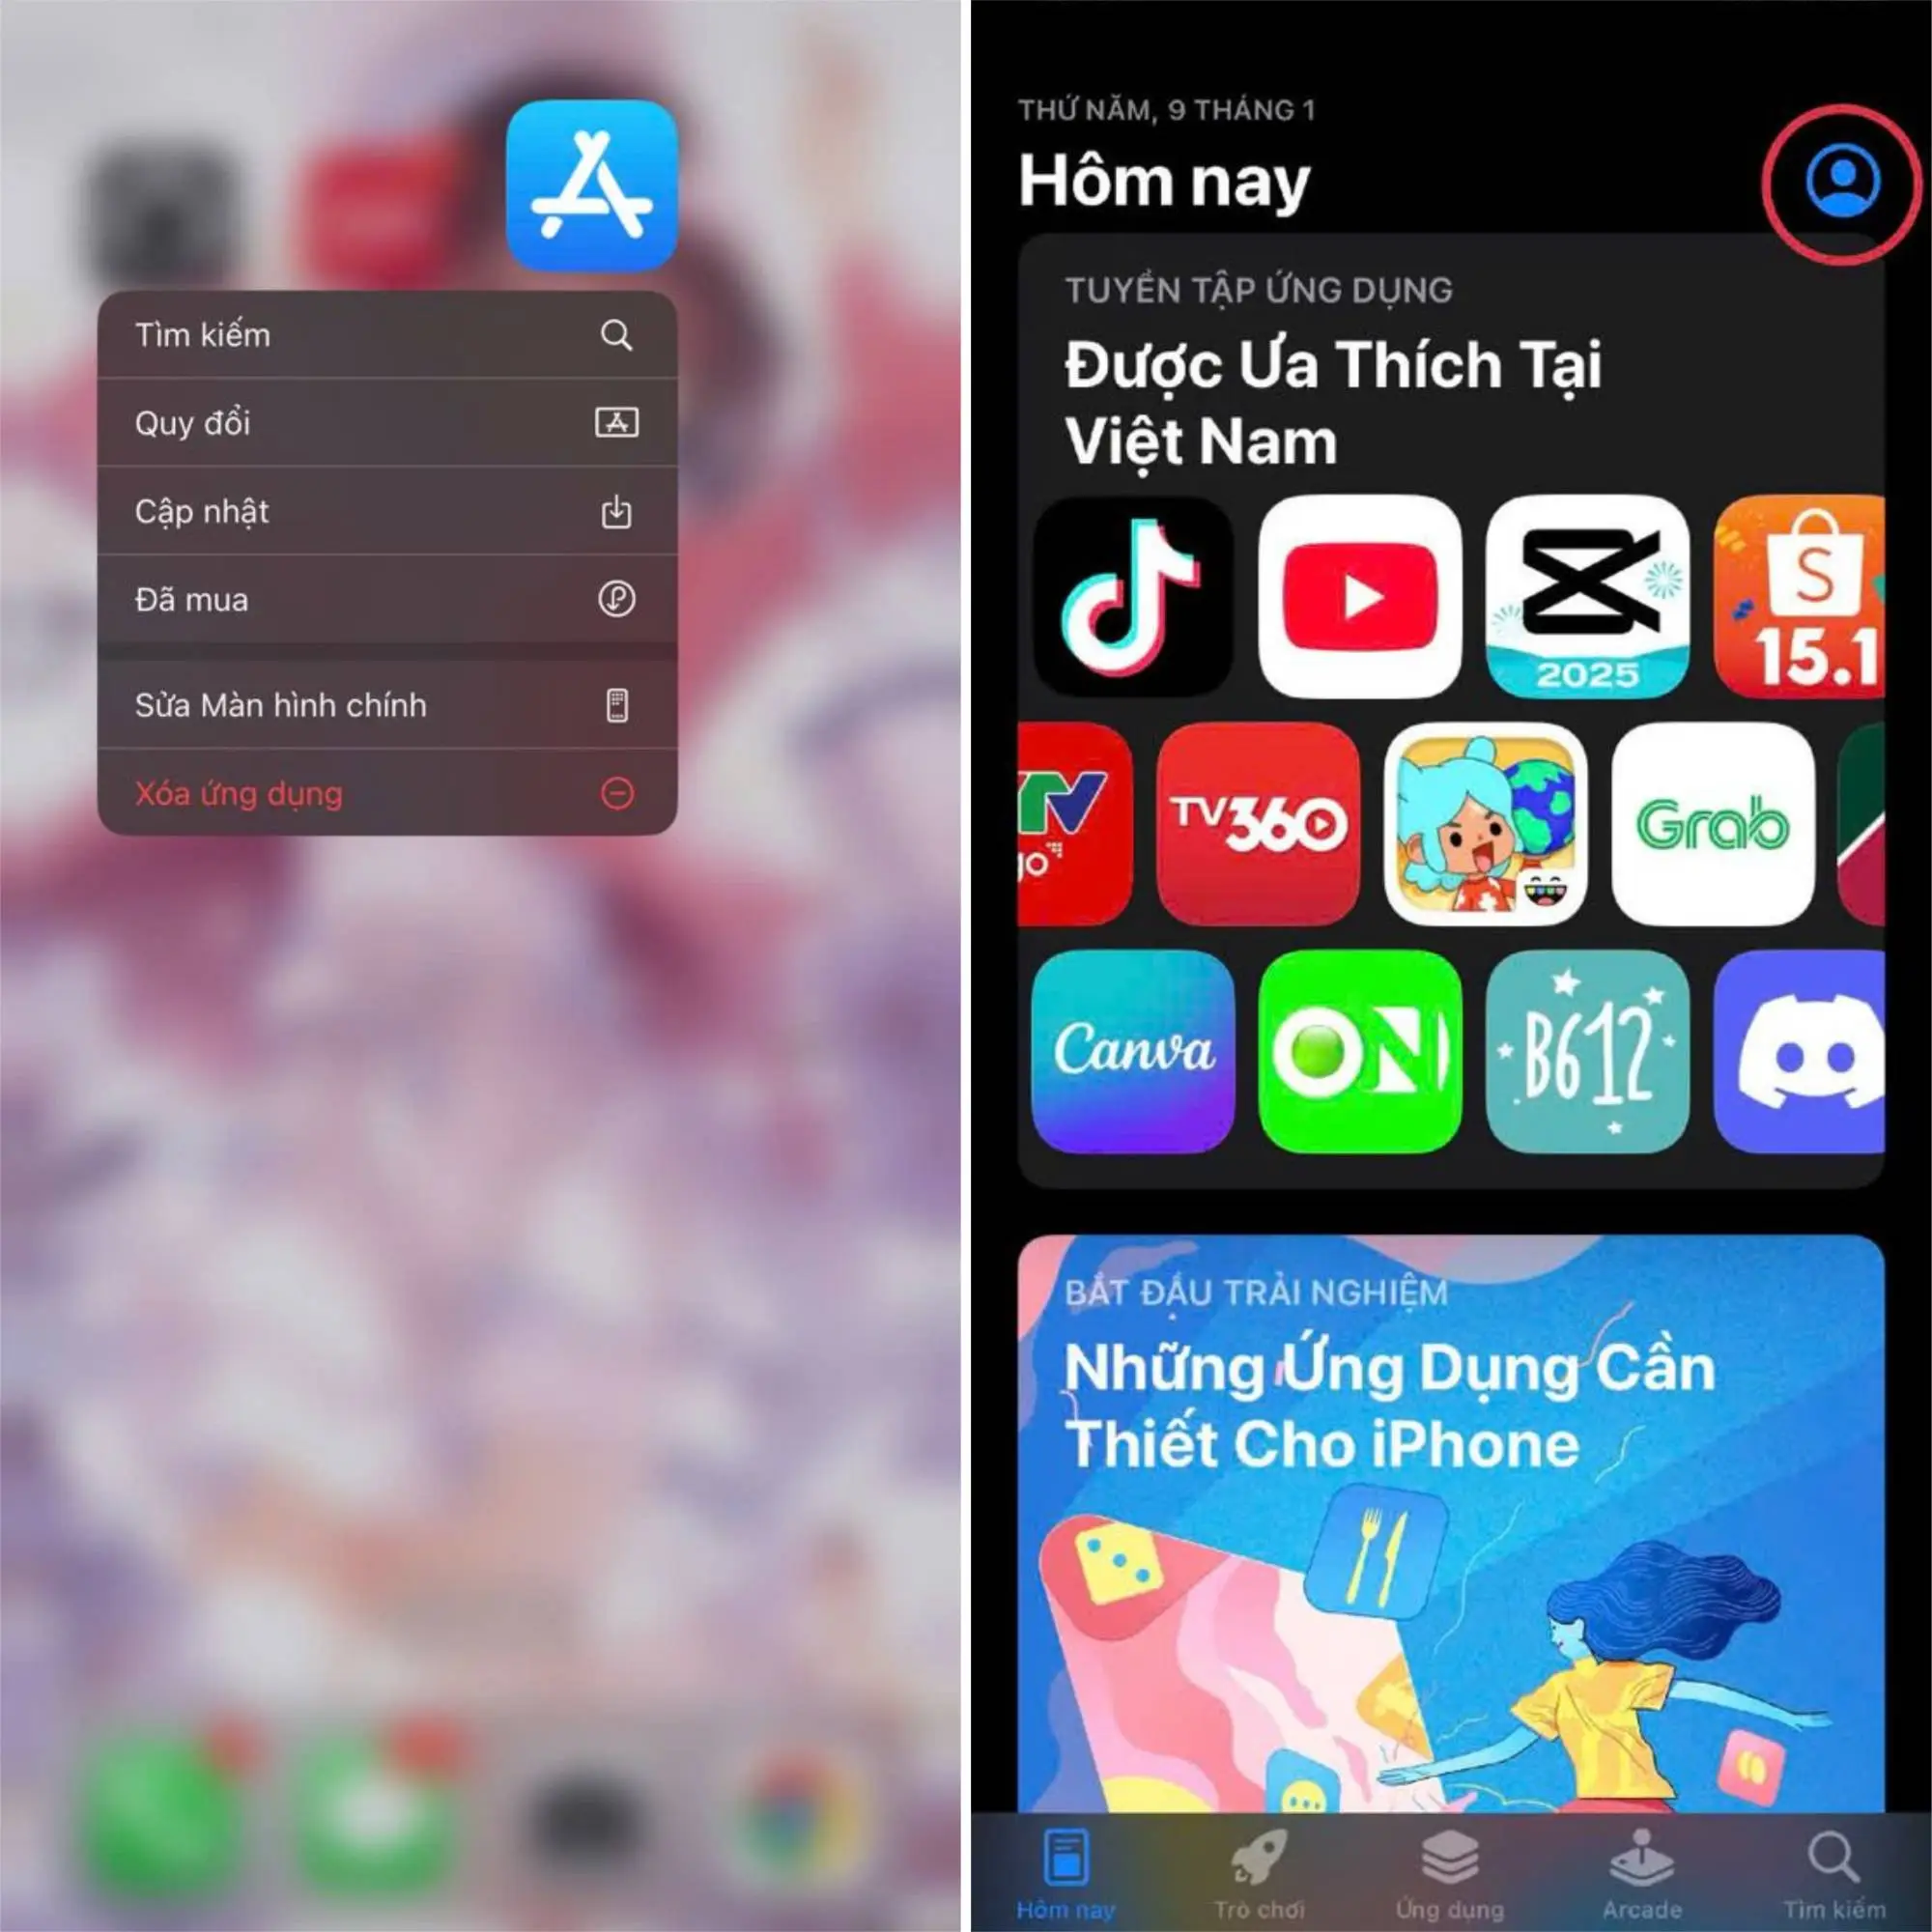 Tìm kiếm
Quy đổi
Cập nhật
Đã mua
Sửa Màn hình chính
Xóa ứng dụng
THỨ NĂM, 9 THÁNG 1
Hôm nay
TUYỂN TẬP ỨNG DỤNG
Được Ưa Thích Tại
Việt Nam
2025
S
15.1
TV360
Grab
Canva
ON
B612
BẮT ĐẦU TRẢI NGHIỆM
Những Ứng Dụng Cần
Thiết Cho iPhone
Hôm nay
Trò chơi
Ứng dụng
Arcade
Tìm kiếm